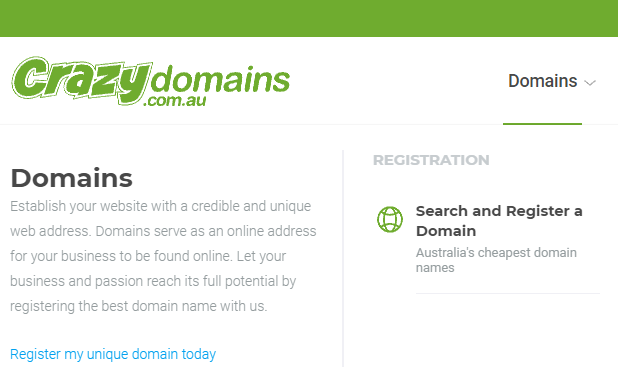 Crazydomains
.com.au
Domains
Domains
Establish your website with a credible and unique
web address. Domains serve as an online address
for your business to be found online. Let your
business and passion reach its full potential by
registering the best domain name with us.
Register my unique domain today
REGISTRATION
Search and Register a
Domain
Australia's cheapest domain
names